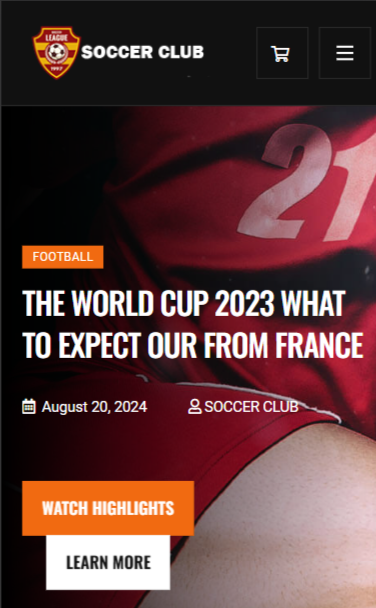 LEAGUE
SOCCER CLUB
21
FOOTBALL
THE WORLD CUP 2023 WHAT
TO EXPECT OUR FROM FRANCE
August 20, 2024 SOCCER CLUB
WATCH HIGHLIGHTS
LEARN MORE